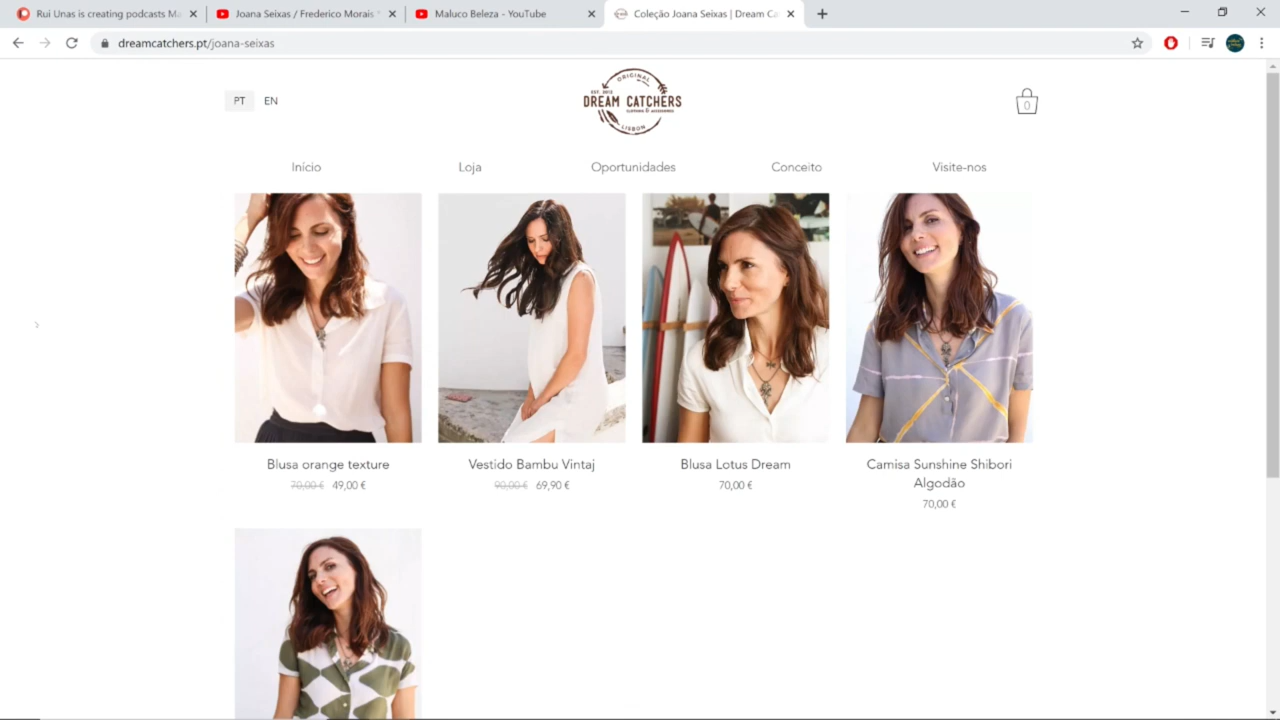 Rui Unas is creating podcasts Ma
Joana Seixas / Frederico Morais
Maluco Beleza - YouTube
Coleção Joana Seixas | Dream Ca
dreamcatchers.pt/joana-seixas
PT
EN
ORIGINAL
EST. 2012
DREAM CATCHERS
CLOTHING & ACCESSORIES
LISBON
0
Início
Loja
Oportunidades
Conceito
Visite-nos
Blusa orange texture
70,00 € 49,00 €
Vestido Bambu Vintaj
90,00 € 69,90 €
Blusa Lotus Dream
70,00 €
Camisa Sunshine Shibori
Algodão
70,00 €